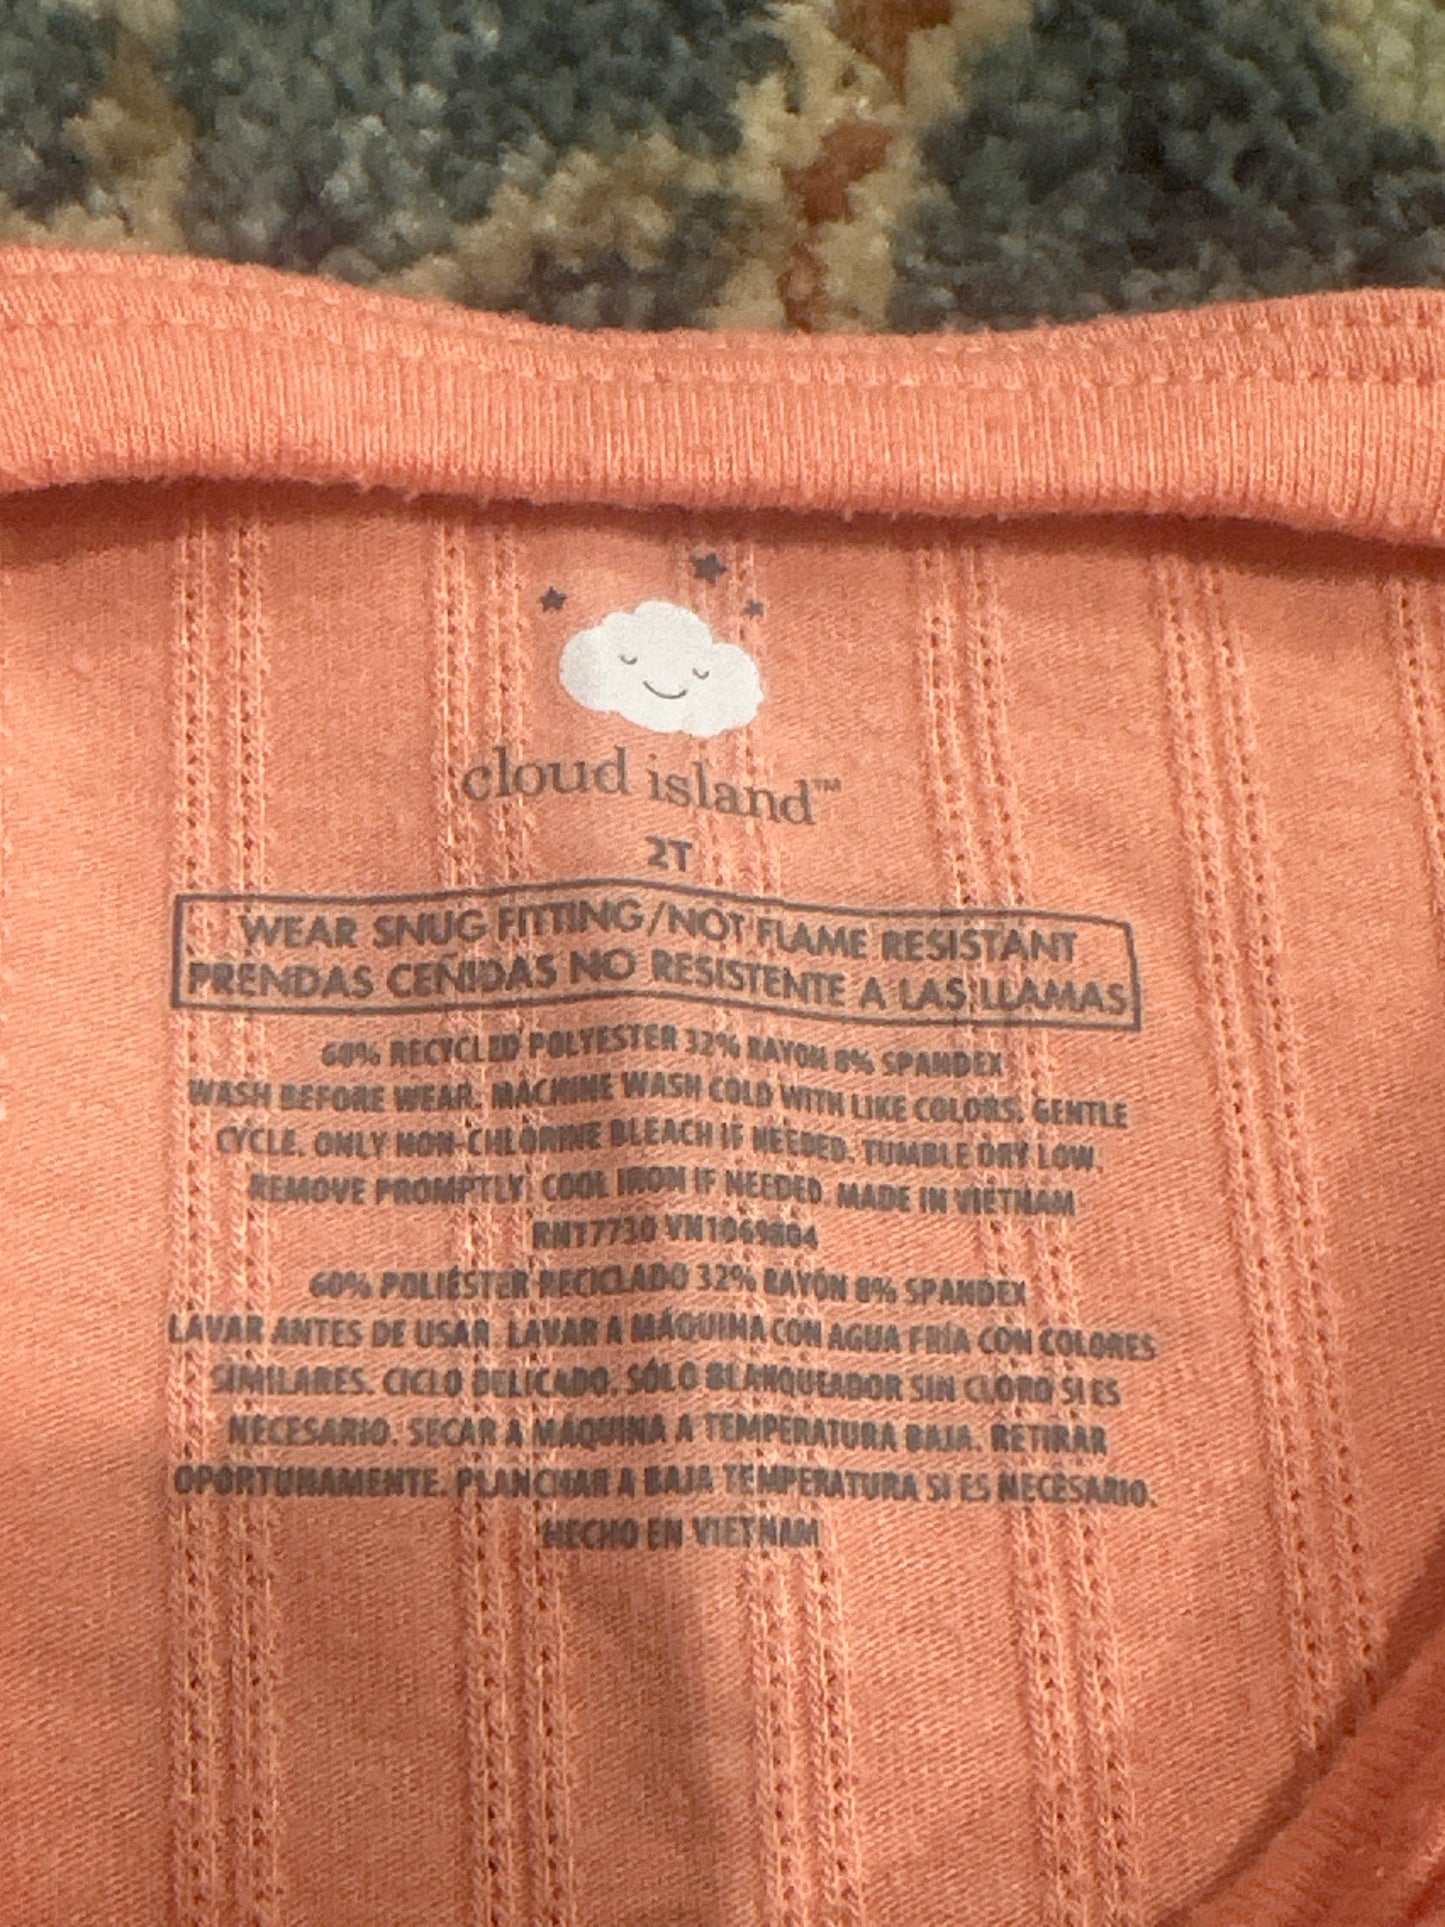 cloud island™
2T
WEAR SNUG FITTING/NOT FLAME RESISTANT
PRENDAS CEÑIDAS NO RESISTENTE A LAS LLAMAS
60% RECYCLED POLYESTER 32% RAYON 8% SPANDEX
WASH BEFORE WEAR. MACHINE WASH COLD WITH LIKE COLORS. GENTLE
CYCLE. ONLY NON-CHLORINE BLEACH IF NEEDED. TUMBLE DRY LOW.
REMOVE PROMPTLY. COOL IRON IF NEEDED. MADE IN VIETNAM
RN17730 VN1069804
60% POLIÉSTER RECICLADO 32% RAYÓN 8% SPANDEX
LAVAR ANTES DE USAR. LAVAR A MÁQUINA CON AGUA FRÍA CON COLORES
SIMILARES. CICLO DELICADO. SÓLO BLANQUEADOR SIN CLORO SI ES
NECESARIO. SECAR A MÁQUINA A TEMPERATURA BAJA. RETIRAR
OPORTUNAMENTE. PLANCHAR A BAJA TEMPERATURA SI ES NECESARIO.
HECHO EN VIETNAM